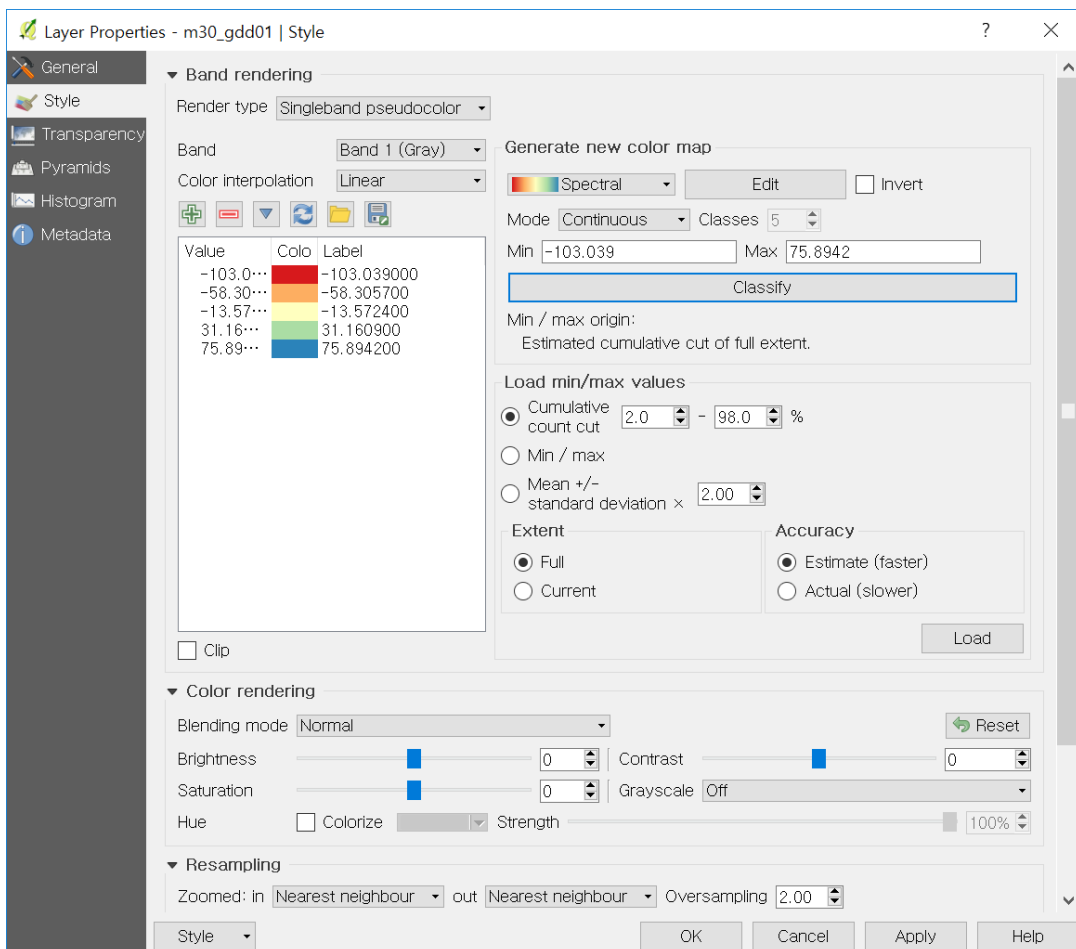 Layer Properties - m30_gdd01 | Style ?
General
Style
Transparency
Pyramids
Histogram
Metadata
Band rendering
Render type Singleband pseudocolor
Band Band 1 (Gray)
Color interpolation Linear
Value Colo Label
-103.0… -103.039000
-58.30… -58.305700
-13.57… -13.572400
31.16… 31.160900
75.89… 75.894200
Clip
Generate new color map
Spectral Edit Invert
Mode Continuous Classes 5
Min -103.039 Max 75.8942
Classify
Min / max origin:
Estimated cumulative cut of full extent.
Load min/max values
Cumulative
count cut 2.0 - 98.0 %
Min / max
Mean +/-
standard deviation × 2.00
Extent
Full
Current
Accuracy
Estimate (faster)
Actual (slower)
Load
Color rendering
Blending mode Normal Reset
Brightness 0 Contrast 0
Saturation 0 Grayscale Off
Hue Colorize Strength 100%
Resampling
Zoomed: in Nearest neighbour out Nearest neighbour Oversampling 2.00
Style OK Cancel Apply Help